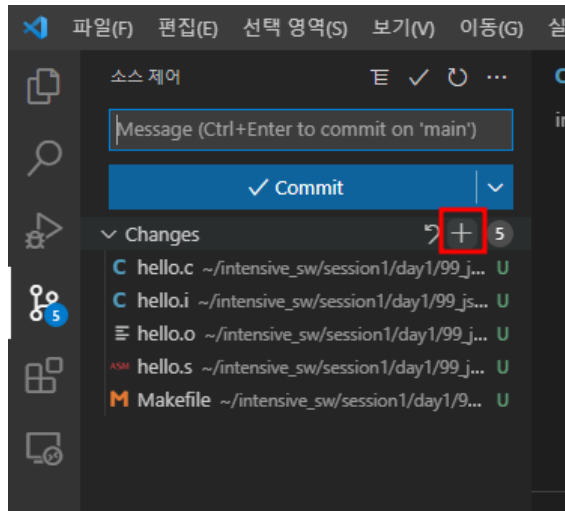 파일(F) 편집(E) 선택 영역(S) 보기(V) 이동(G)
소스 제어
Message (Ctrl+Enter to commit on 'main')
Commit
Changes 5
C hello.c ~/intensive_sw/session1/day1/99_j... U
C hello.i ~/intensive_sw/session1/day1/99_js... U
hello.o ~/intensive_sw/session1/day1/99_j... U
ASM hello.s ~/intensive_sw/session1/day1/99_j... U
M Makefile ~/intensive_sw/session1/day1/9... U
5